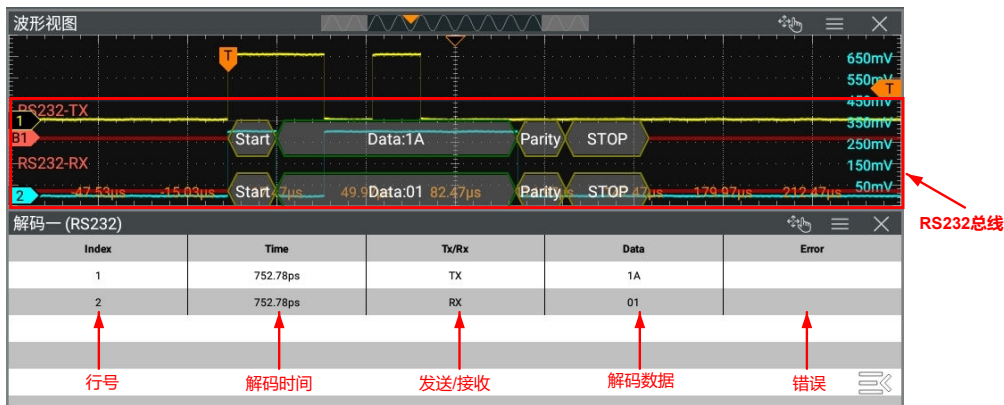 波形视图
T
650mV
550mV
T
450mV
RS232-TX
1
350mV
B1
Start
Data:1A
Parity
STOP
250mV
RS232-RX
150mV
50mV
2
-47.53us
-15.03us
Start
Data:01
82.47us
Parity
STOP
179.97us
212.47us
RS232总线
解码一 (RS232)
Index Time Tx/Rx Data Error
1 752.78ps TX 1A
2 752.78ps RX 01
行号 解码时间 发送/接收 解码数据 错误